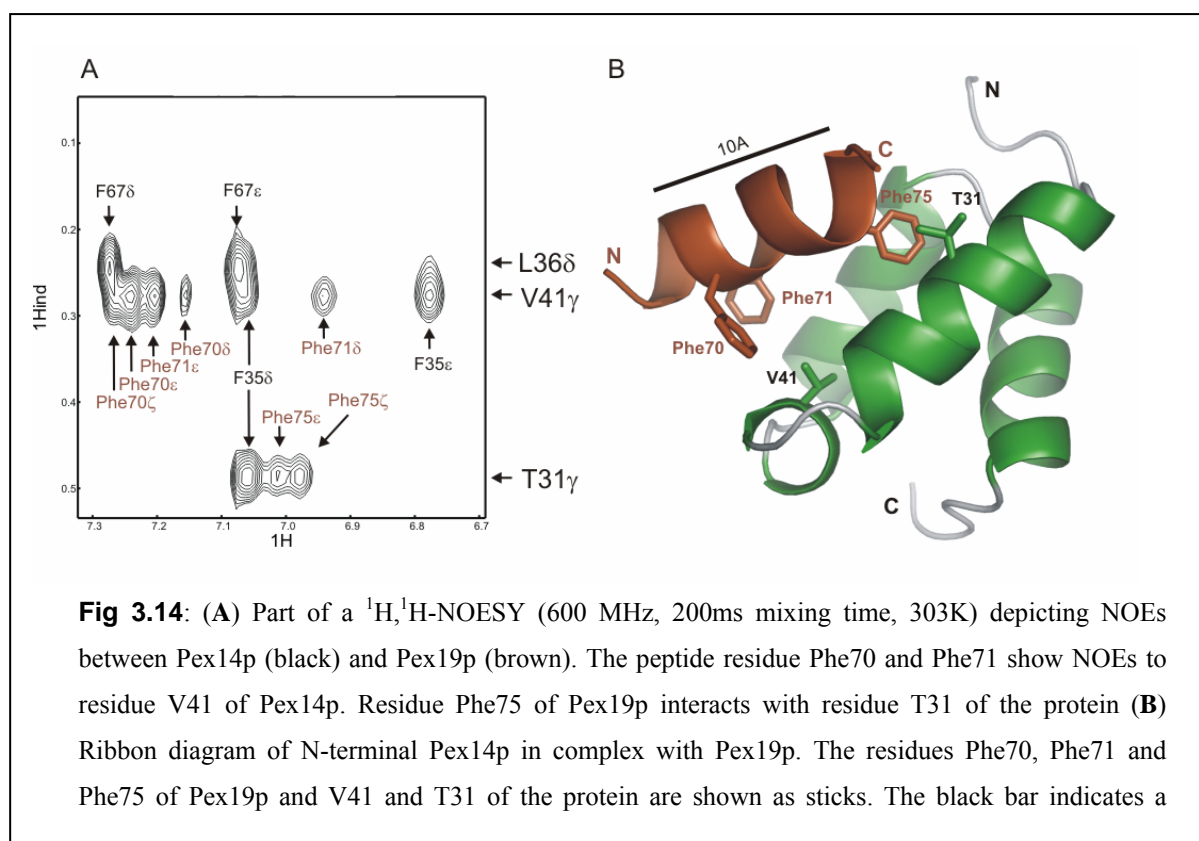 A
B
0.1
0.2
0.3
0.4
0.5
1Hind
F67δ
F67ε
L36δ
V41γ
Phe70δ
Phe71δ
Phe71ε
Phe70ε
Phe70ζ
F35δ
F35ε
Phe75ε
Phe75ζ
T31γ
7.3 7.2 7.1 7.0 6.9 6.8 6.7
1H
10A
N
C
Phe75
T31
N
Phe71
Phe70
V41
C
Fig 3.14: (A) Part of a ¹H,¹H-NOESY (600 MHz, 200ms mixing time, 303K) depicting NOEs
between Pex14p (black) and Pex19p (brown). The peptide residue Phe70 and Phe71 show NOEs to
residue V41 of Pex14p. Residue Phe75 of Pex19p interacts with residue T31 of the protein (B)
Ribbon diagram of N-terminal Pex14p in complex with Pex19p. The residues Phe70, Phe71 and
Phe75 of Pex19p and V41 and T31 of the protein are shown as sticks. The black bar indicates a